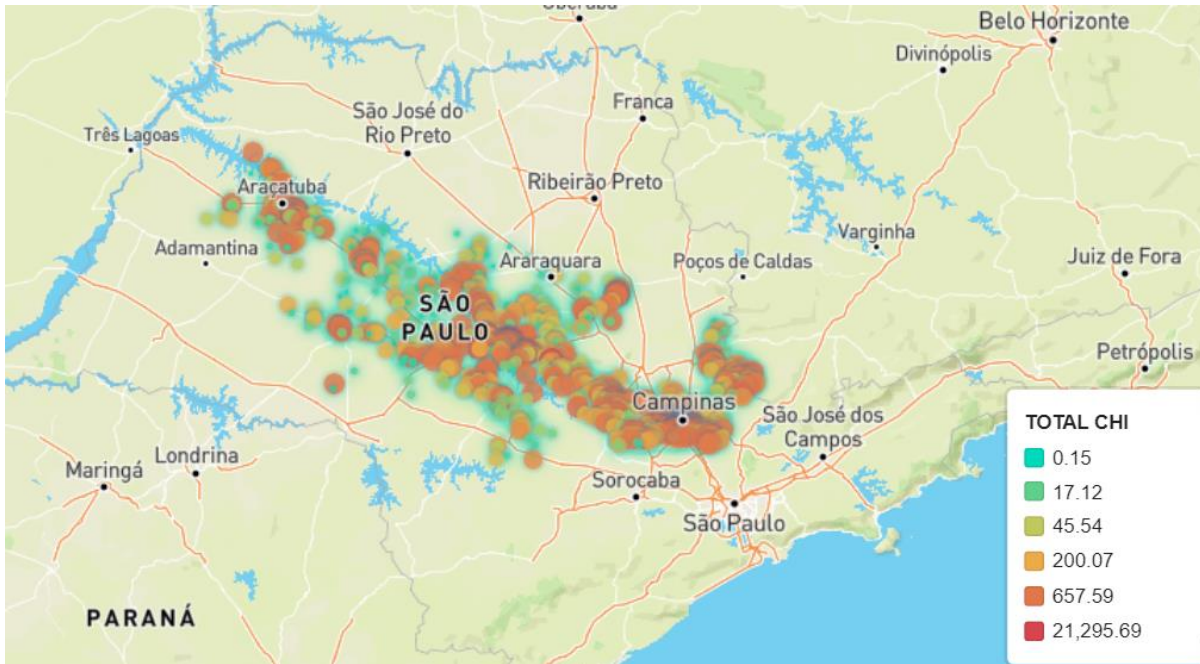 Belo Horizonte
Divinópolis
Franca
São José do
Rio Preto
Três Lagoas
Ribeirão Preto
Araçatuba
Varginha
Adamantina
Araraquara
Poços de Caldas
Juiz de Fora
SÃO
PAULO
Petrópolis
Campinas
São José dos
Campos
Londrina
Maringá
Sorocaba
São Paulo
PARANÁ
TOTAL CHI
0.15
17.12
45.54
200.07
657.59
21,295.69